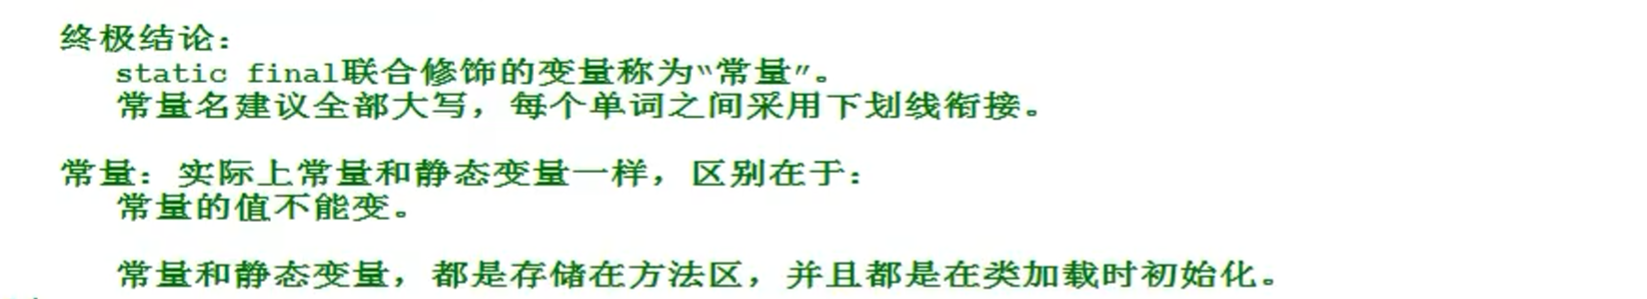 终极结论：
static final联合修饰的变量称为“常量”。
常量名建议全部大写，每个单词之间采用下划线衔接。
常量：实际上常量和静态变量一样，区别在于：
常量的值不能变。
常量和静态变量，都是存储在方法区，并且都是在类加载时初始化。